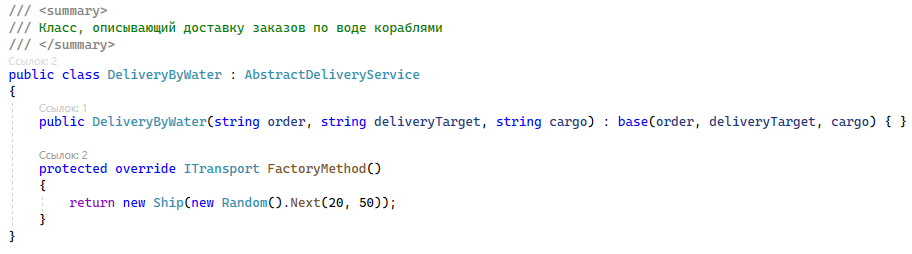 /// <summary>
/// Класс, описывающий доставку заказов по воде кораблями
/// </summary>
Ссылок: 2
public class DeliveryByWater : AbstractDeliveryService
{
Ссылок: 1
public DeliveryByWater(string order, string deliveryTarget, string cargo) : base(order, deliveryTarget, cargo) { }
Ссылок: 2
protected override ITransport FactoryMethod()
{
return new Ship(new Random().Next(20, 50));
}
}